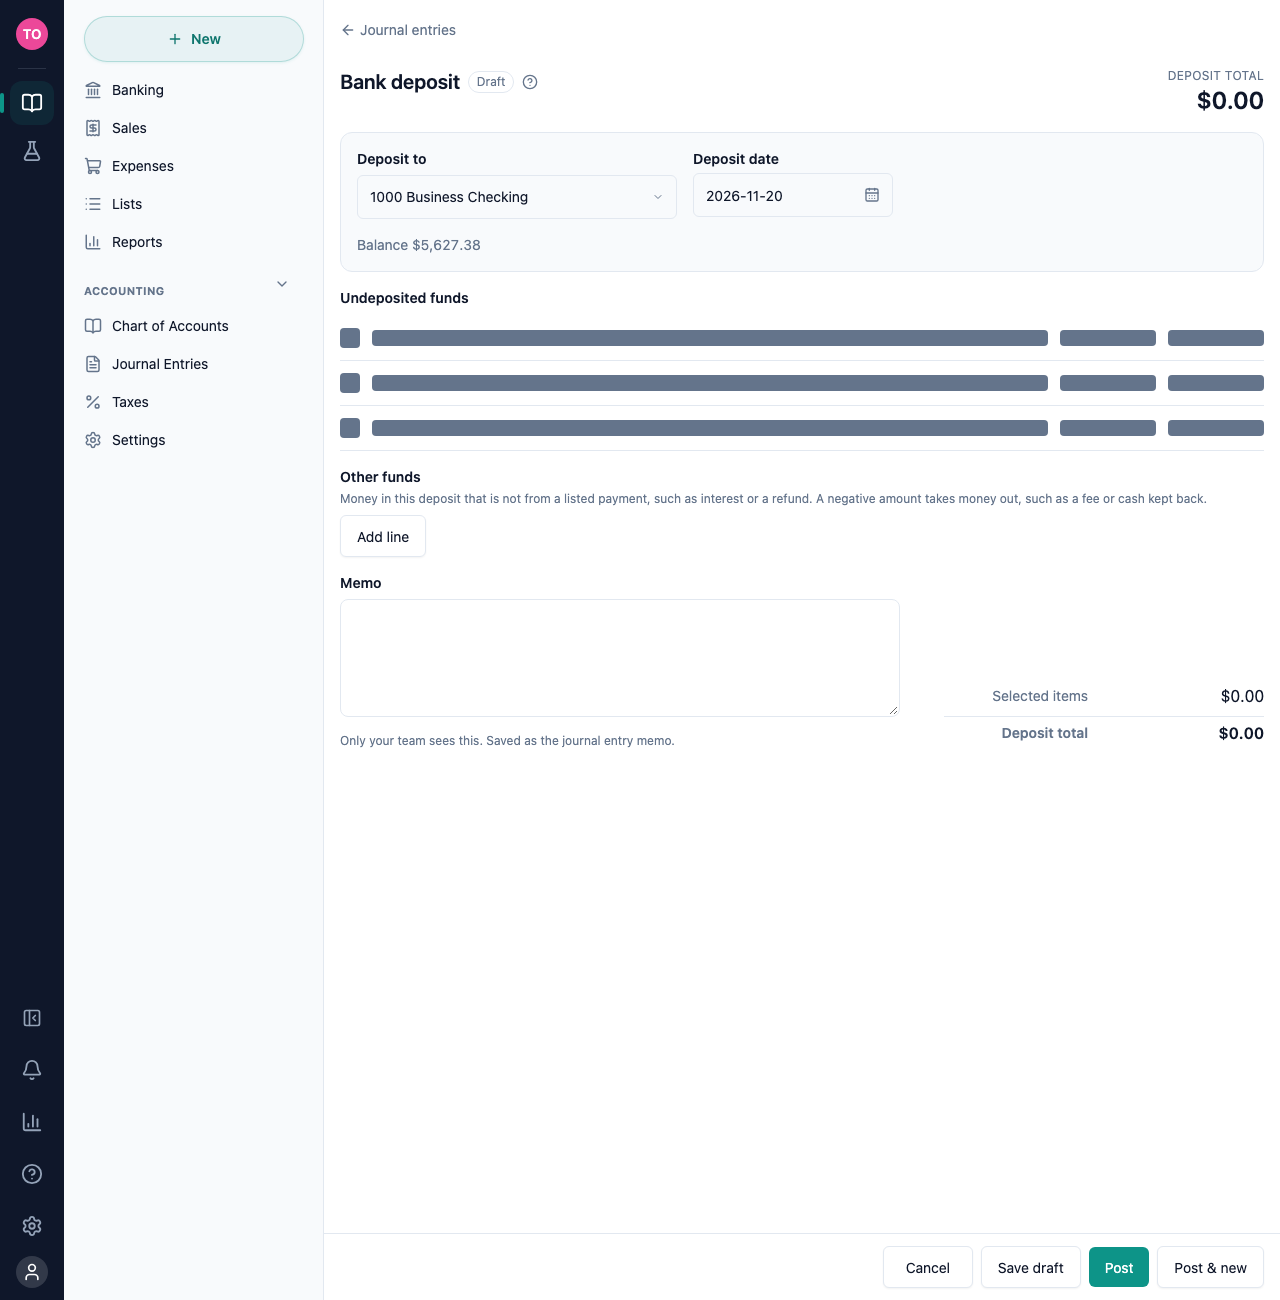 TO
New
Banking
Sales
Expenses
Lists
Reports
ACCOUNTING
Chart of Accounts
Journal Entries
Taxes
Settings
Journal entries
Bank deposit
Draft
DEPOSIT TOTAL
$0.00
Deposit to
1000 Business Checking
Balance $5,627.38
Deposit date
2026-11-20
Undeposited funds
Other funds
Money in this deposit that is not from a listed payment, such as interest or a refund. A negative amount takes money out, such as a fee or cash kept back.
Add line
Memo
Only your team sees this. Saved as the journal entry memo.
Selected items $0.00
Deposit total $0.00
Cancel
Save draft
Post
Post & new